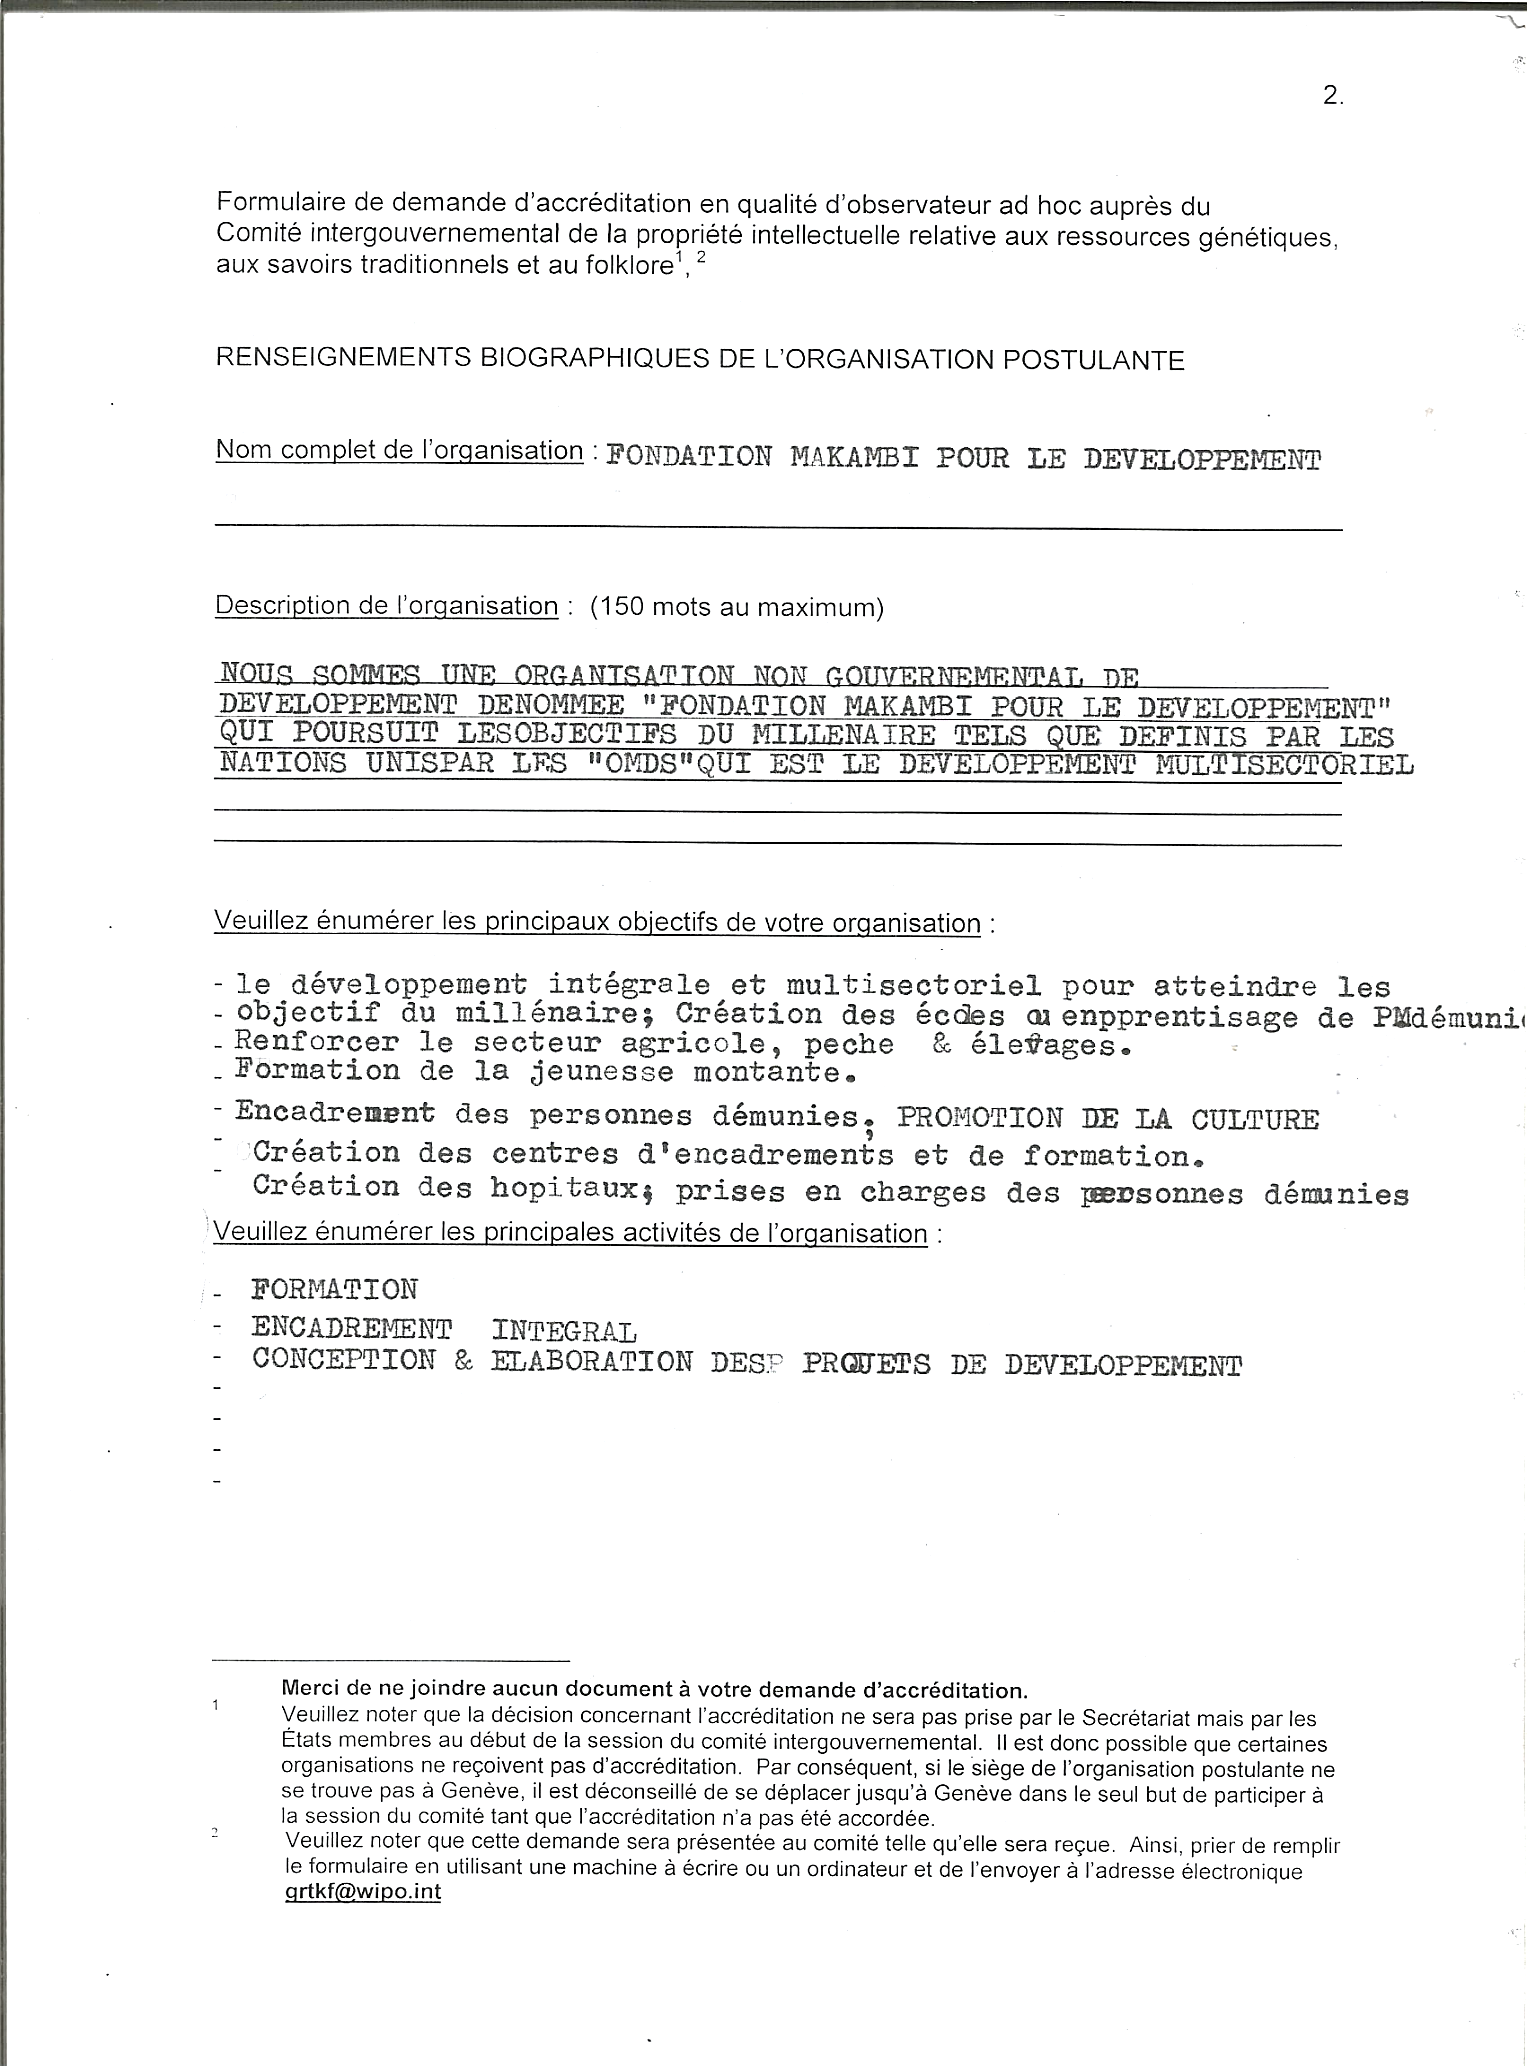 2.
Formulaire de demande d'accréditation en qualité d'observateur ad hoc auprès du
Comité intergouvernemental de la propriété intellectuelle relative aux ressources génétiques,
aux savoirs traditionnels et au folklore1, 2
RENSEIGNEMENTS BIOGRAPHIQUES DE L'ORGANISATION POSTULANTE
Nom complet de l'organisation : FONDATION MAKAMBI POUR LE DEVELOPPEMENT
Description de l'organisation : (150 mots au maximum)
NOUS SOMMES UNE ORGANISATION NON GOUVERNEMENTAL DE
DEVELOPPEMENT DENOMMEE "FONDATION MAKAMBI POUR LE DEVELOPPEMENT"
QUI POURSUIT LESOBJECTIFS DU MILLENAIRE TELS QUE DEFINIS PAR LES
NATIONS UNISPAR LES "OMDS"QUI EST LE DEVELOPPEMENT MULTISECTORIEL
Veuillez énumérer les principaux objectifs de votre organisation :
- le développement intégrale et multisectoriel pour atteindre les
- objectif du millénaire; Création des écoles enpprentisage de
- Renforcer le secteur agricole, peche & élevages.
- Formation de la jeunesse montante.
- Encadrement des personnes démunies, PROMOTION DE LA CULTURE
- Création des centres d'encadrements et de formation.
- Création des hopitaux; prises en charges des personnes démunies
Veuillez énumérer les principales activités de l'organisation :
- FORMATION
- ENCADREMENT INTEGRAL
- CONCEPTION & ELABORATION DESP PROJETS DE DEVELOPPEMENT
-
-
-
-
Merci de ne joindre aucun document à votre demande d'accréditation.
1 Veuillez noter que la décision concernant l'accréditation ne sera pas prise par le Secrétariat mais par les
États membres au début de la session du comité intergouvernemental. Il est donc possible que certaines
organisations ne reçoivent pas d'accréditation. Par conséquent, si le siège de l'organisation postulante ne
se trouve pas à Genève, il est déconseillé de se déplacer jusqu'à Genève dans le seul but de participer à
la session du comité tant que l'accréditation n'a pas été accordée.
2 Veuillez noter que cette demande sera présentée au comité telle qu'elle sera reçue. Ainsi, prier de remplir
le formulaire en utilisant une machine à écrire ou un ordinateur et de l'envoyer à l'adresse électronique
grtkf@wipo.int